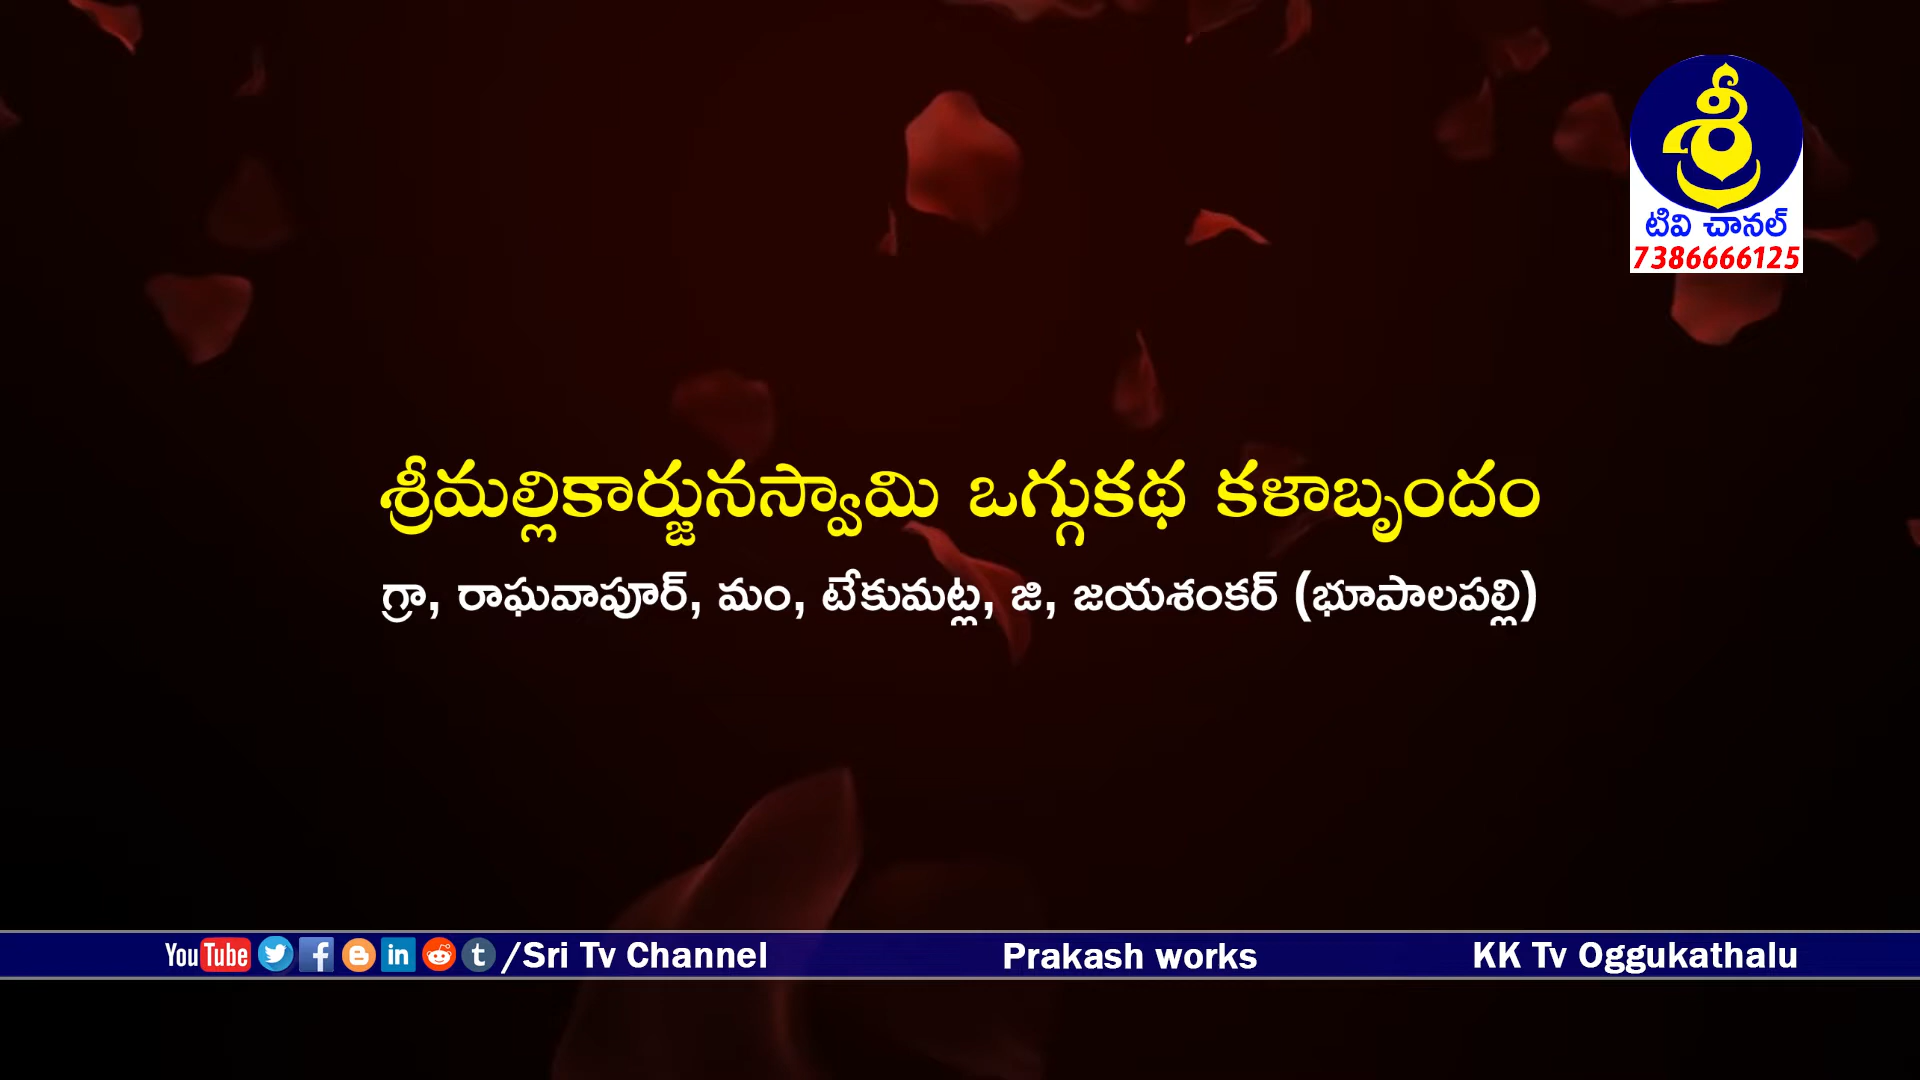 శ్రీ
టివి చానల్
7386666125
శ్రీమల్లికార్జునస్వామి ఒగ్గుకథ కళాబృందం
గ్రా, రాఘవాపూర్, మం, టేకుమట్ల, జి, జయశంకర్ (భూపాలపల్లి)
YouTube /Sri Tv Channel Prakash works KK Tv Oggukathalu